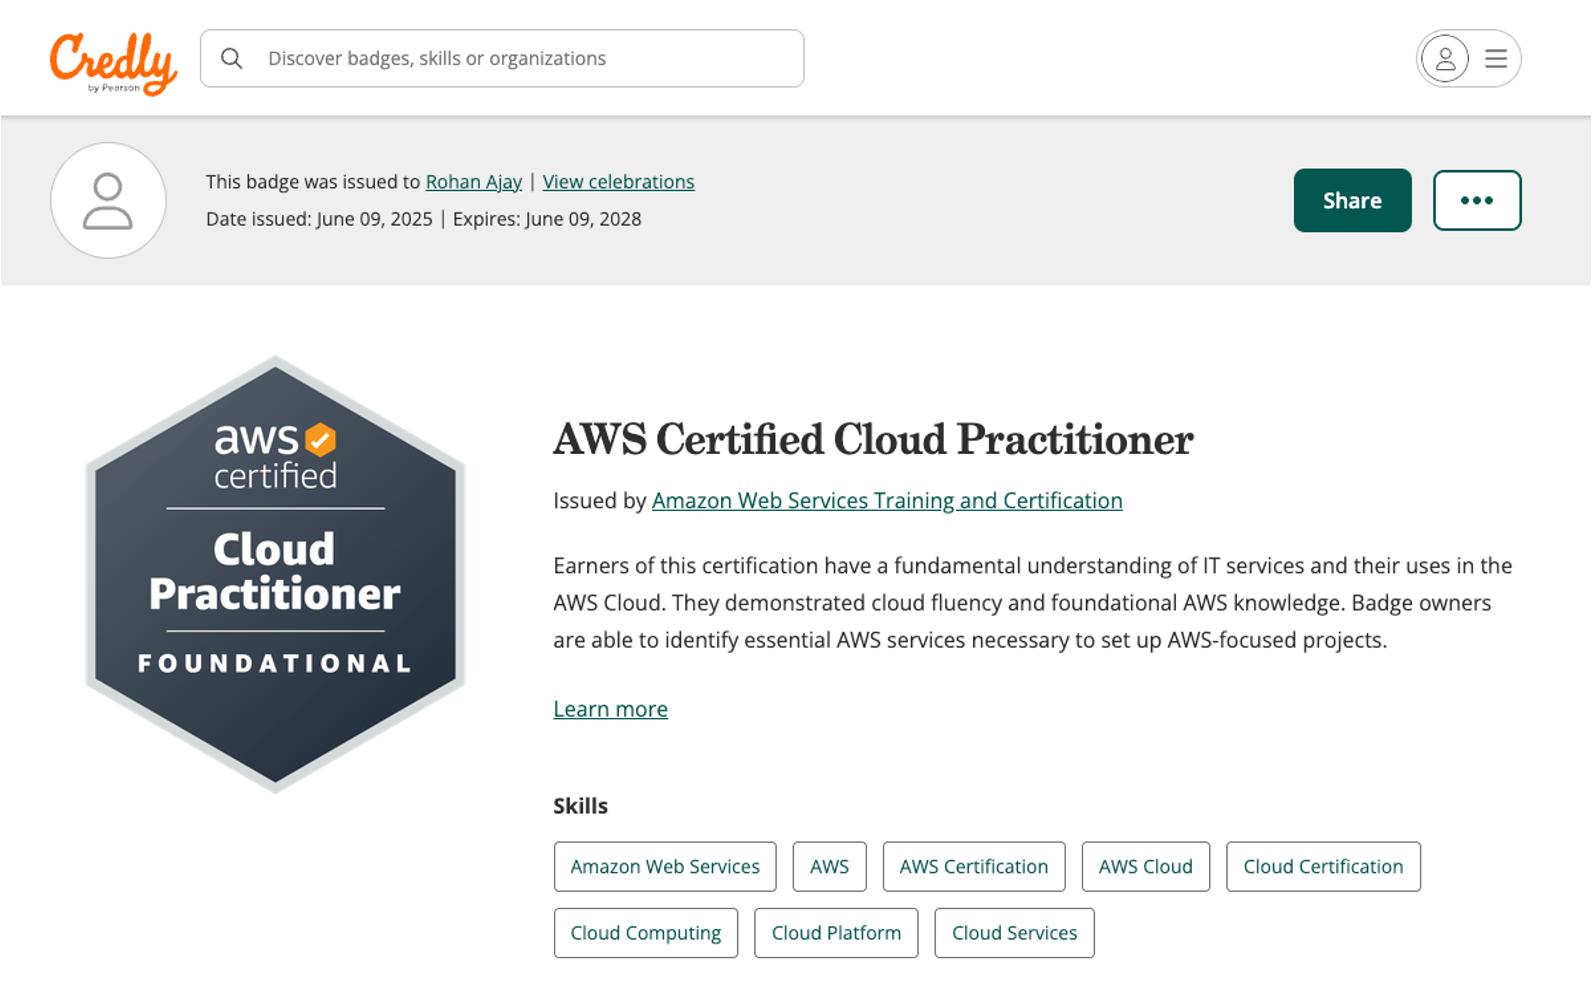 Credly
by Pearson
Discover badges, skills or organizations
This badge was issued to Rohan Ajay | View celebrations
Date issued: June 09, 2025 | Expires: June 09, 2028
Share
aws
certified
Cloud
Practitioner
FOUNDATIONAL
AWS Certified Cloud Practitioner
Issued by Amazon Web Services Training and Certification
Earners of this certification have a fundamental understanding of IT services and their uses in the
AWS Cloud. They demonstrated cloud fluency and foundational AWS knowledge. Badge owners
are able to identify essential AWS services necessary to set up AWS-focused projects.
Learn more
Skills
Amazon Web Services AWS AWS Certification AWS Cloud Cloud Certification
Cloud Computing Cloud Platform Cloud Services